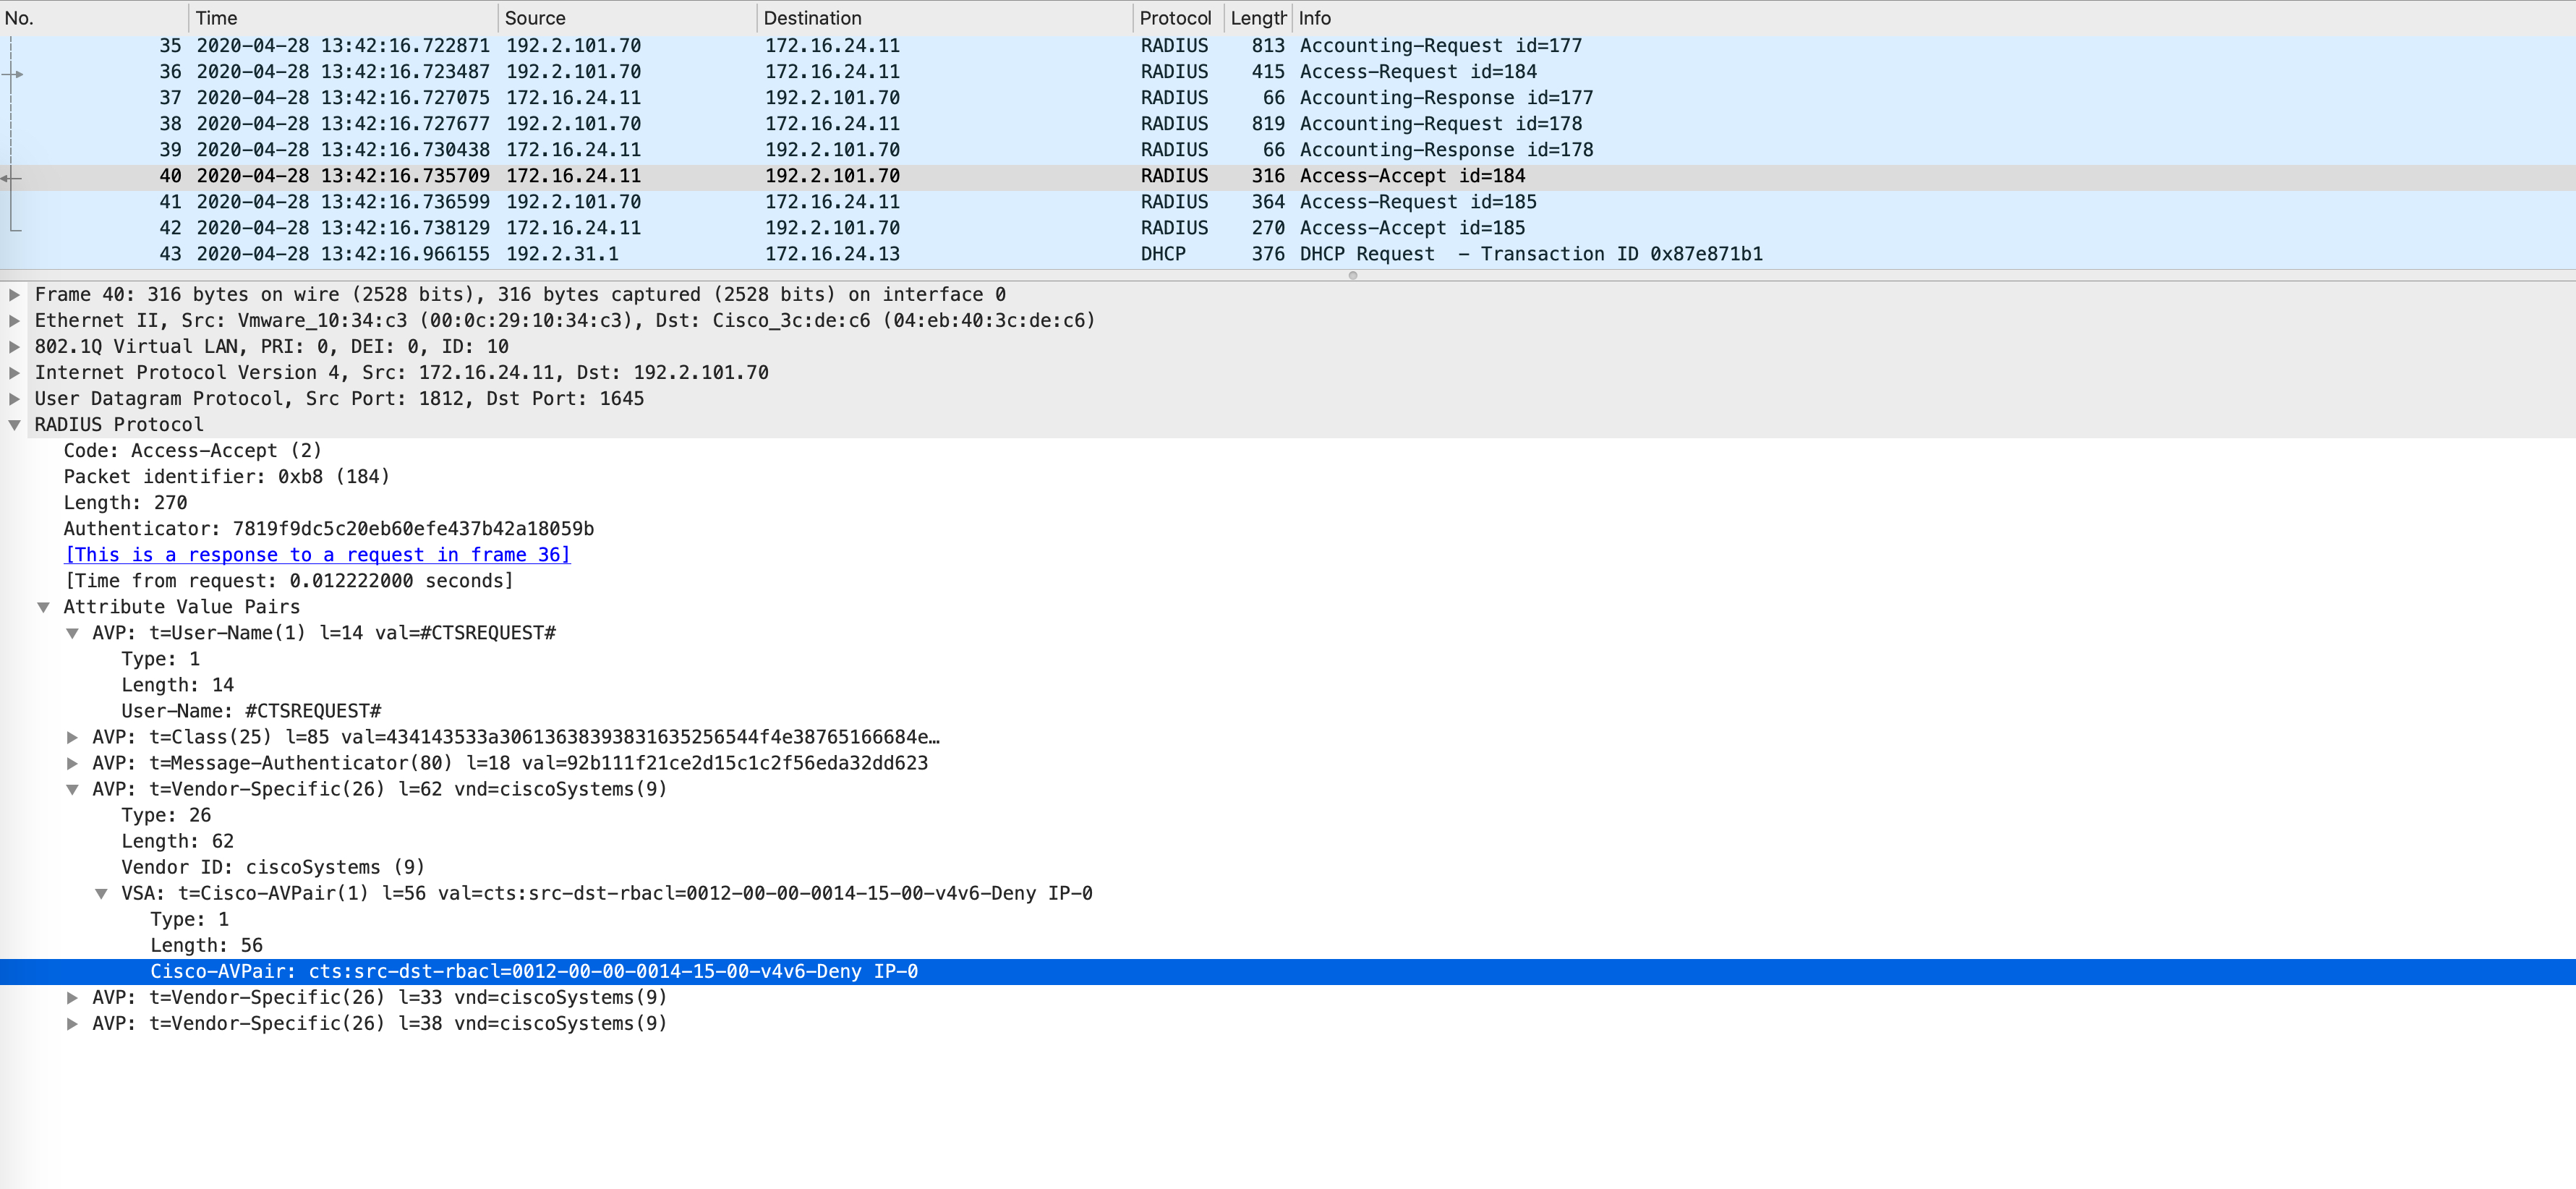 No. Time Source Destination Protocol Length Info
35 2020-04-28 13:42:16.722871 192.2.101.70 172.16.24.11 RADIUS 813 Accounting-Request id=177
36 2020-04-28 13:42:16.723487 192.2.101.70 172.16.24.11 RADIUS 415 Access-Request id=184
37 2020-04-28 13:42:16.727075 172.16.24.11 192.2.101.70 RADIUS 66 Accounting-Response id=177
38 2020-04-28 13:42:16.727677 192.2.101.70 172.16.24.11 RADIUS 819 Accounting-Request id=178
39 2020-04-28 13:42:16.730438 172.16.24.11 192.2.101.70 RADIUS 66 Accounting-Response id=178
40 2020-04-28 13:42:16.735709 172.16.24.11 192.2.101.70 RADIUS 316 Access-Accept id=184
41 2020-04-28 13:42:16.736599 192.2.101.70 172.16.24.11 RADIUS 364 Access-Request id=185
42 2020-04-28 13:42:16.738129 172.16.24.11 192.2.101.70 RADIUS 270 Access-Accept id=185
43 2020-04-28 13:42:16.966155 192.2.31.1 172.16.24.13 DHCP 376 DHCP Request – Transaction ID 0x87e871b1
Frame 40: 316 bytes on wire (2528 bits), 316 bytes captured (2528 bits) on interface 0
Ethernet II, Src: Vmware_10:34:c3 (00:0c:29:10:34:c3), Dst: Cisco_3c:de:c6 (04:eb:40:3c:de:c6)
802.1Q Virtual LAN, PRI: 0, DEI: 0, ID: 10
Internet Protocol Version 4, Src: 172.16.24.11, Dst: 192.2.101.70
User Datagram Protocol, Src Port: 1812, Dst Port: 1645
RADIUS Protocol
Code: Access-Accept (2)
Packet identifier: 0xb8 (184)
Length: 270
Authenticator: 7819f9dc5c20eb60efe437b42a18059b
[This is a response to a request in frame 36]
[Time from request: 0.012222000 seconds]
Attribute Value Pairs
AVP: t=User-Name(1) l=14 val=#CTSREQUEST#
Type: 1
Length: 14
User-Name: #CTSREQUEST#
AVP: t=Class(25) l=85 val=434143533a30613638393831635256544f4e38765166684e…
AVP: t=Message-Authenticator(80) l=18 val=92b111f21ce2d15c1c2f56eda32dd623
AVP: t=Vendor-Specific(26) l=62 vnd=ciscoSystems(9)
Type: 26
Length: 62
Vendor ID: ciscoSystems (9)
VSA: t=Cisco-AVPair(1) l=56 val=cts:src-dst-rbacl=0012-00-00-0014-15-00-v4v6-Deny IP-0
Type: 1
Length: 56
Cisco-AVPair: cts:src-dst-rbacl=0012-00-00-0014-15-00-v4v6-Deny IP-0
AVP: t=Vendor-Specific(26) l=33 vnd=ciscoSystems(9)
AVP: t=Vendor-Specific(26) l=38 vnd=ciscoSystems(9)